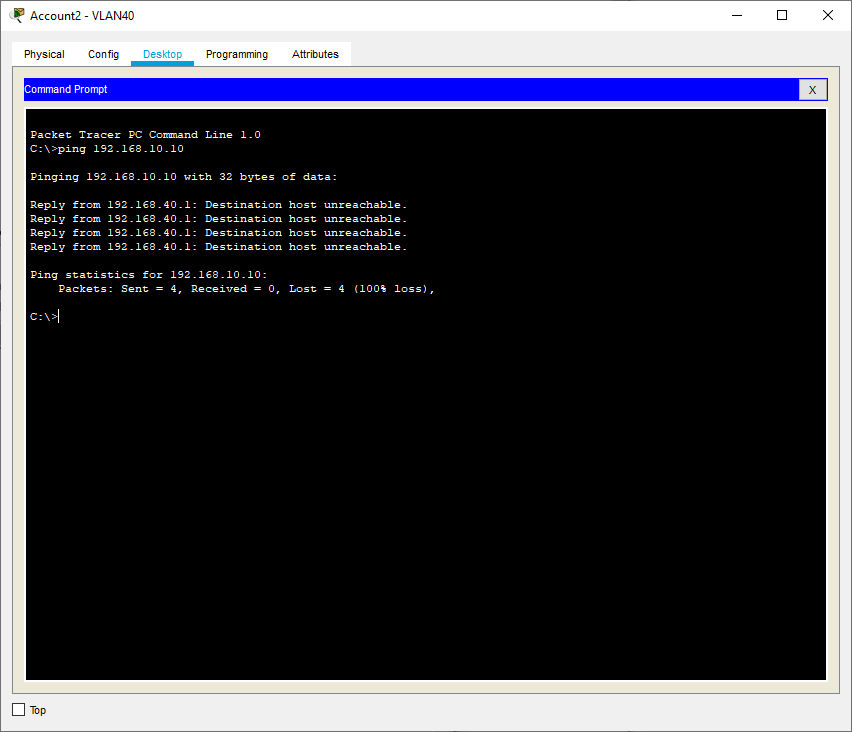 Account2 - VLAN40
Physical Config Desktop Programming Attributes
Command Prompt X
Packet Tracer PC Command Line 1.0
C:\>ping 192.168.10.10
Pinging 192.168.10.10 with 32 bytes of data:
Reply from 192.168.40.1: Destination host unreachable.
Reply from 192.168.40.1: Destination host unreachable.
Reply from 192.168.40.1: Destination host unreachable.
Reply from 192.168.40.1: Destination host unreachable.
Ping statistics for 192.168.10.10:
Packets: Sent = 4, Received = 0, Lost = 4 (100% loss),
C:\>
Top